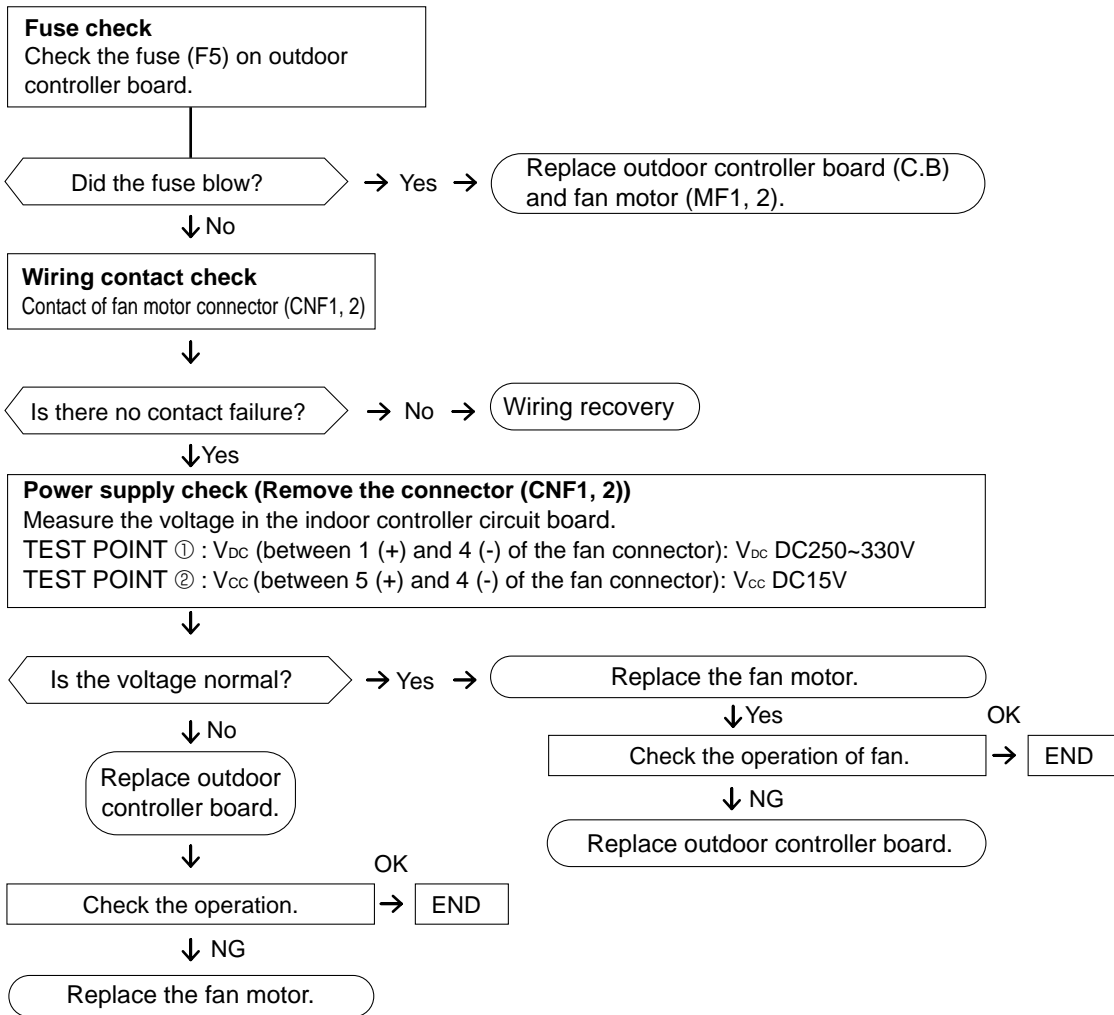 Fuse check
Check the fuse (F5) on outdoor
controller board.
Did the fuse blow?
→ Yes →
Replace outdoor controller board (C.B)
and fan motor (MF1, 2).
↓ No
Wiring contact check
Contact of fan motor connector (CNF1, 2)
↓
Is there no contact failure?
→ No →
Wiring recovery
↓Yes
Power supply check (Remove the connector (CNF1, 2))
Measure the voltage in the indoor controller circuit board.
TEST POINT ① : VDC (between 1 (+) and 4 (-) of the fan connector): VDC DC250~330V
TEST POINT ② : VCC (between 5 (+) and 4 (-) of the fan connector): VCC DC15V
↓
Is the voltage normal?
→ Yes →
Replace the fan motor.
↓Yes
OK
Check the operation of fan.
→
END
↓ NG
Replace outdoor controller board.
↓ No
Replace outdoor
controller board.
↓
OK
Check the operation.
→
END
↓ NG
Replace the fan motor.